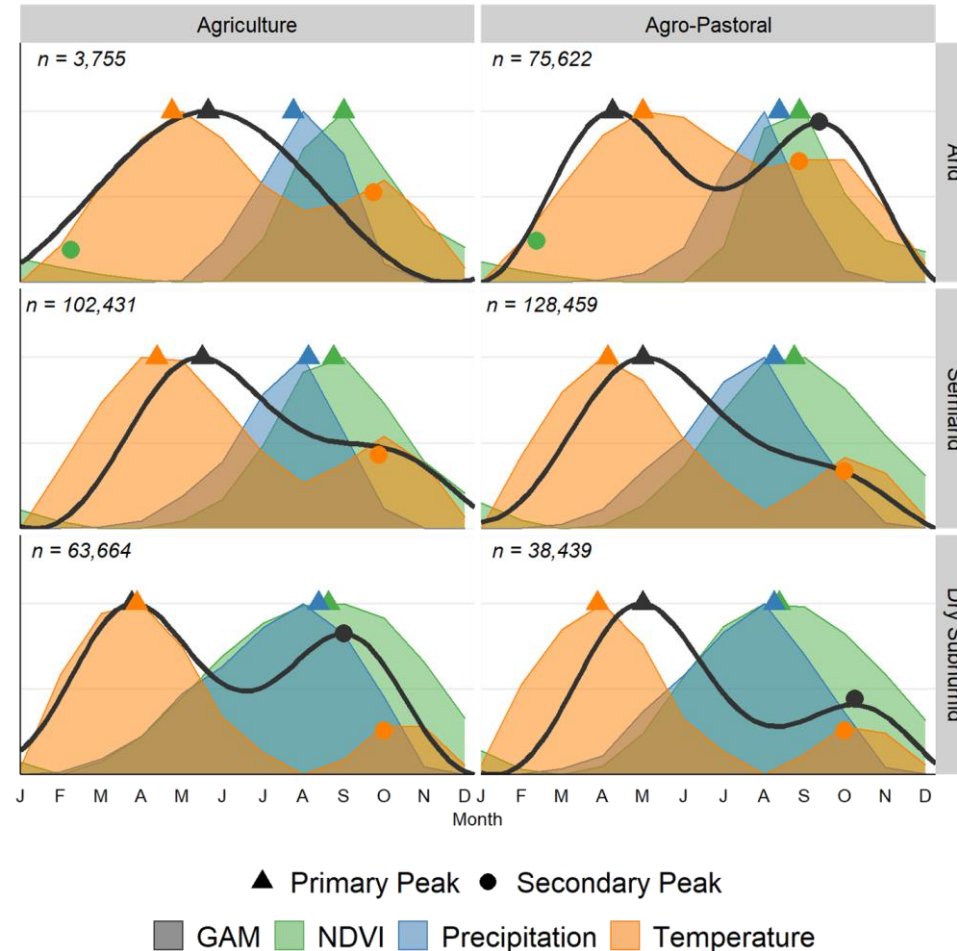 Agriculture
Agro-Pastoral
n = 3,755
n = 75,622
Arid
n = 102,431
n = 128,459
Semiarid
n = 63,664
n = 38,439
Dry Subhumid
J F M A M J J A S O N D J F M A M J J A S O N D
Month
Primary Peak Secondary Peak
GAM NDVI Precipitation Temperature